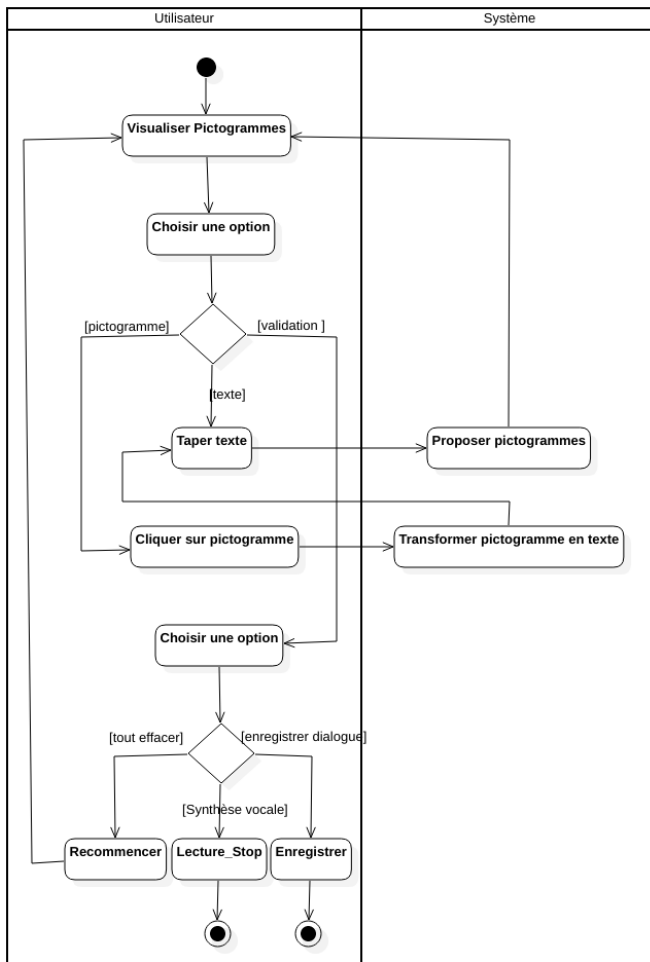 Utilisateur
Système
Visualiser Pictogrammes
Choisir une option
[pictogramme]
[validation ]
[texte]
Taper texte
Proposer pictogrammes
Cliquer sur pictogramme
Transformer pictogramme en texte
Choisir une option
[tout effacer]
[enregistrer dialogue]
[Synthèse vocale]
Recommencer
Lecture_Stop
Enregistrer